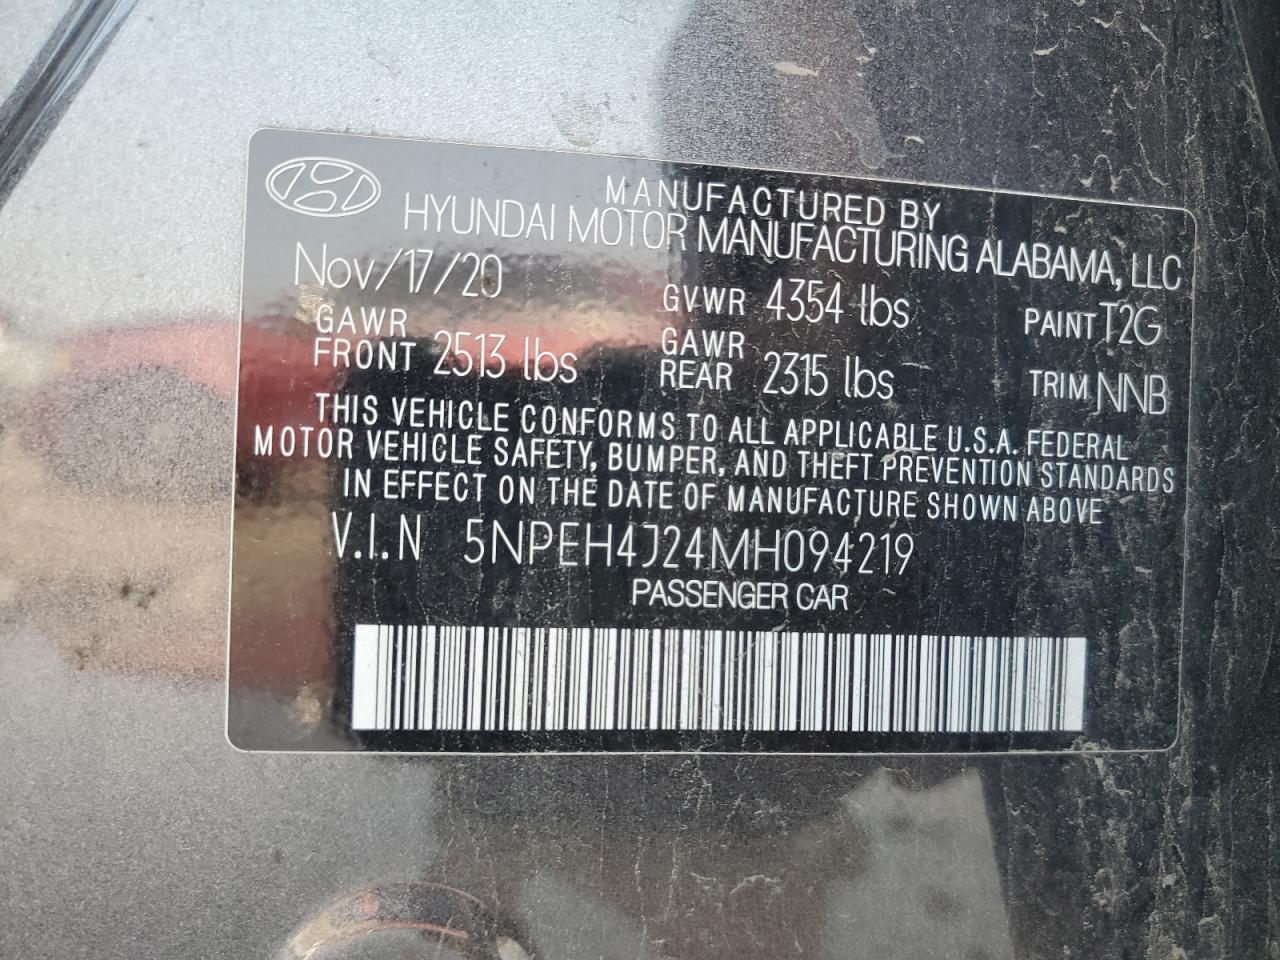 MANUFACTURED BY
HYUNDAI MOTOR MANUFACTURING ALABAMA, LLC
Nov/17/20 GVWR 4354 lbs PAINT T2G
GAWR FRONT 2513 lbs GAWR REAR 2315 lbs TRIM NNB
THIS VEHICLE CONFORMS TO ALL APPLICABLE U.S.A. FEDERAL
MOTOR VEHICLE SAFETY, BUMPER, AND THEFT PREVENTION STANDARDS
IN EFFECT ON THE DATE OF MANUFACTURE SHOWN ABOVE
V.I.N 5NPEH4J24MH094219
PASSENGER CAR